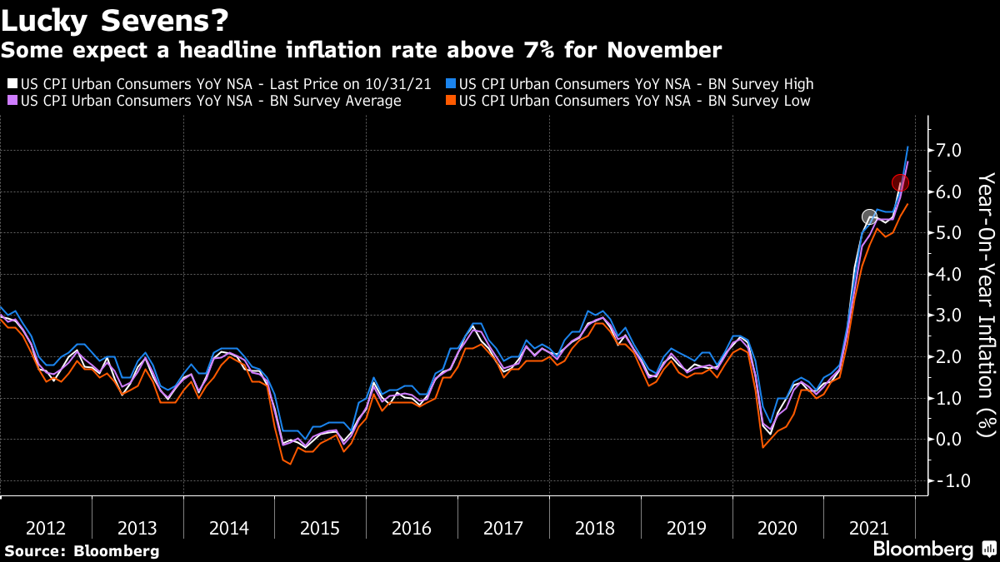 Lucky Sevens?
Some expect a headline inflation rate above 7% for November
US CPI Urban Consumers YoY NSA - Last Price on 10/31/21
US CPI Urban Consumers YoY NSA - BN Survey High
US CPI Urban Consumers YoY NSA - BN Survey Average
US CPI Urban Consumers YoY NSA - BN Survey Low
7.0
6.0
5.0
4.0
3.0
2.0
1.0
0.0
-1.0
Year-On-Year Inflation (%)
2012 2013 2014 2015 2016 2017 2018 2019 2020 2021
Source: Bloomberg
Bloomberg